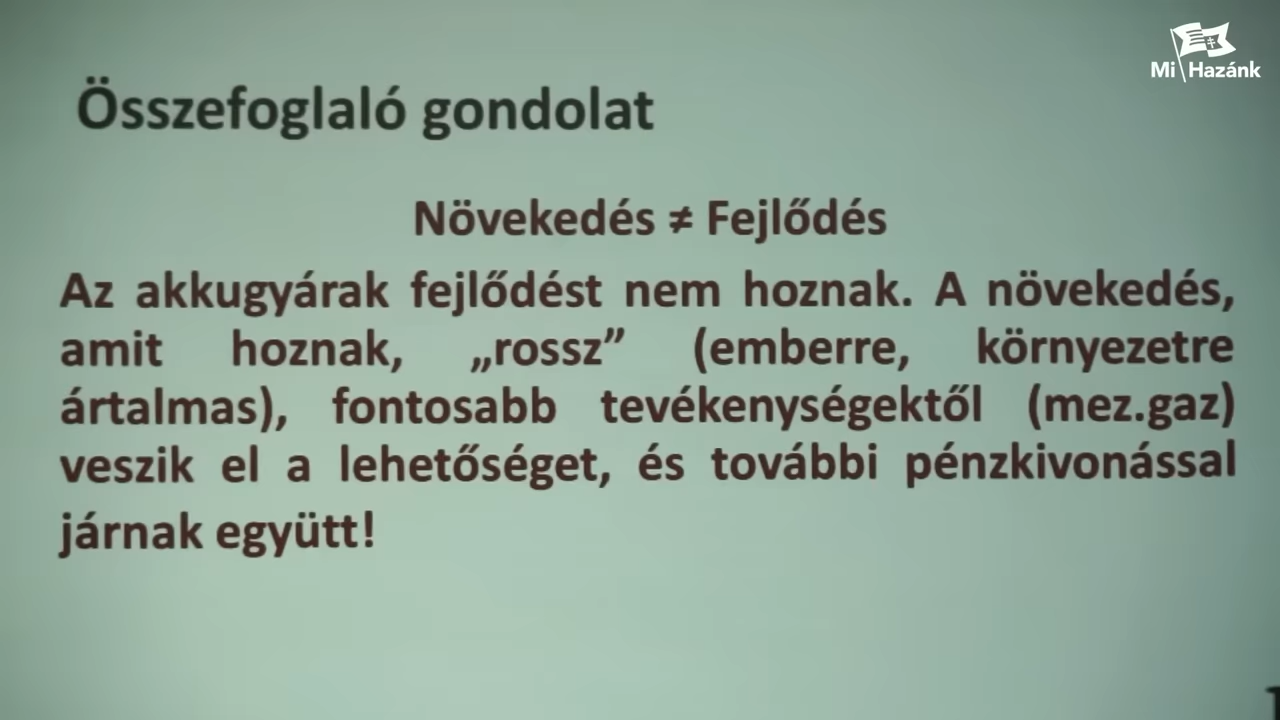 Mi Hazánk
Összefoglaló gondolat
Növekedés ≠ Fejlődés
Az akkugyárak fejlődést nem hoznak. A növekedés,
amit hoznak, „rossz” (emberre, környezetre
ártalmas), fontosabb tevékenységektől (mez.gaz)
veszik el a lehetőséget, és további pénzkivonással
járnak együtt!